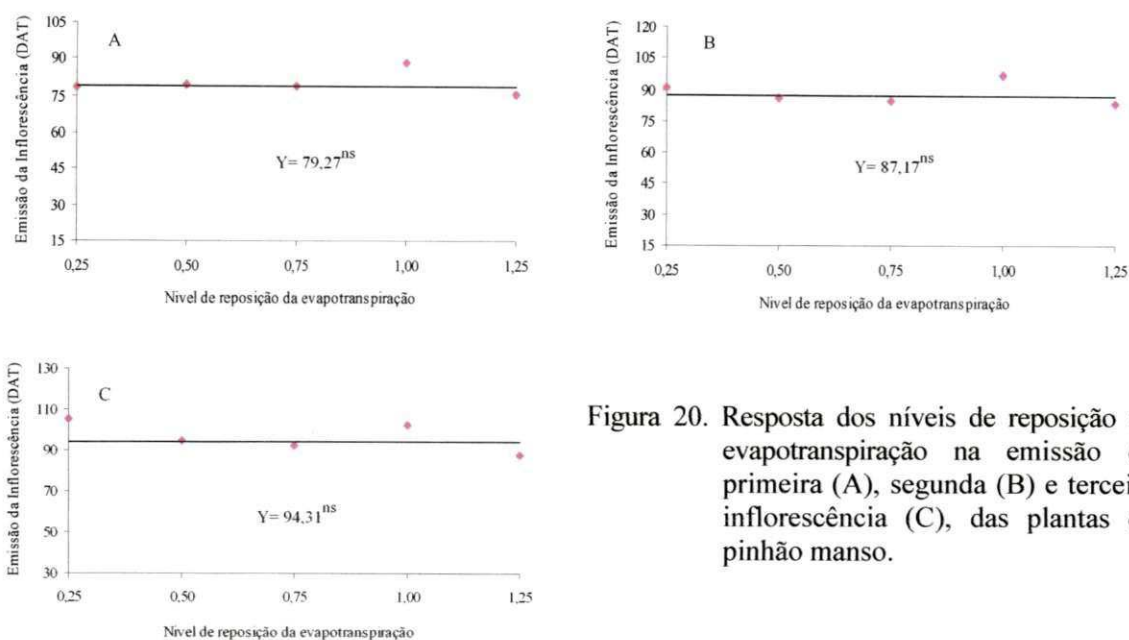 A
Emissão da Inflorescência (DAT)
105
90
75
60
45
30
15
Y= 79,27ns
0,25 0,50 0,75 1,00 1,25
Nivel de reposição da evapotranspiração
B
Emissão da Inflorescência (DAT)
120
105
90
75
60
45
30
15
Y= 87,17ns
0,25 0,50 0,75 1,00 1,25
Nivel de reposição da evapotranspiração
C
Emissão da Inflorescência (DAT)
130
110
90
70
50
30
Y= 94,31ns
0,25 0,50 0,75 1,00 1,25
Nivel de reposição da evapotranspiração
Figura 20. Resposta dos níveis de reposição
evapotranspiração na emissão
primeira (A), segunda (B) e
inflorescência (C), das plantas
pinhão manso.